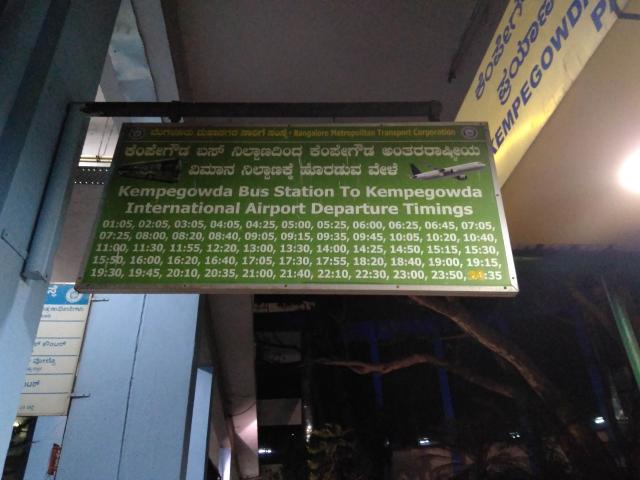 ಬೆಂಗಳೂರು ಮಹಾನಗರ ಸಾರಿಗೆ ಸಂಸ್ಥೆ - Bangalore Metropolitan Transport Corporation
ಕೆಂಪೇಗೌಡ ಬಸ್ ನಿಲ್ದಾಣದಿಂದ ಕೆಂಪೇಗೌಡ ಅಂತರರಾಷ್ಟ್ರೀಯ
ವಿಮಾನ ನಿಲ್ದಾಣಕ್ಕೆ ಹೊರಡುವ ವೇಳೆ
Kempegowda Bus Station To Kempegowda
International Airport Departure Timings
01:05, 02:05, 03:05, 04:05, 04:25, 05:00, 05:25, 06:00, 06:25, 06:45, 07:05,
07:25, 08:00, 08:20, 08:40, 09:05, 09:15, 09:35, 09:45, 10:05, 10:20, 10:40,
11:00, 11:30, 11:55, 12:20, 13:00, 13:30, 14:00, 14:25, 14:50, 15:15, 15:30,
15:50, 16:00, 16:20, 16:40, 17:05, 17:30, 17:55, 18:20, 18:40, 19:00, 19:15,
19:30, 19:45, 20:10, 20:35, 21:00, 21:40, 22:10, 22:30, 23:00, 23:50, 24:35
ಕೆಂಪೇಗೌ
ಪ್ರಯಾಣ
KEMPEGOWDA